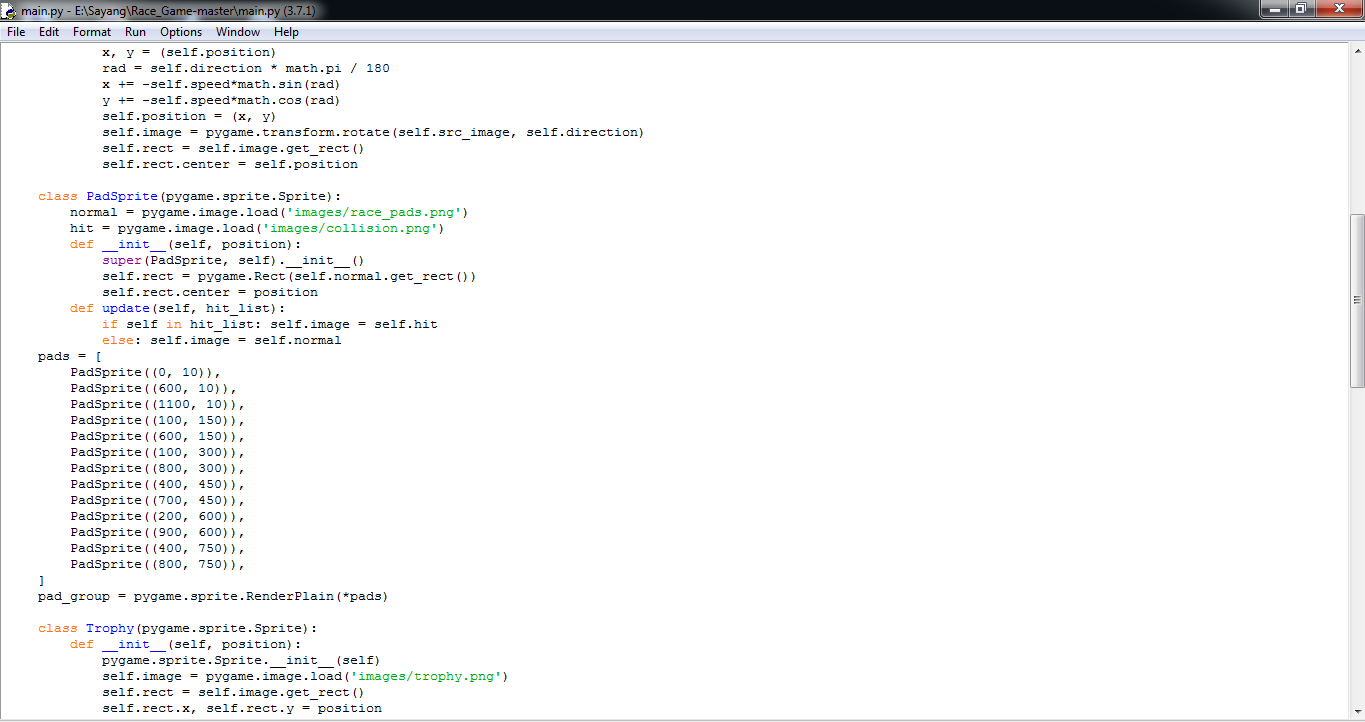 main.py - E:\Sayang\Race_Game-master\main.py (3.7.1)
File Edit Format Run Options Window Help
        x, y = (self.position)
        rad = self.direction * math.pi / 180
        x += -self.speed*math.sin(rad)
        y += -self.speed*math.cos(rad)
        self.position = (x, y)
        self.image = pygame.transform.rotate(self.src_image, self.direction)
        self.rect = self.image.get_rect()
        self.rect.center = self.position

class PadSprite(pygame.sprite.Sprite):
    normal = pygame.image.load('images/race_pads.png')
    hit = pygame.image.load('images/collision.png')
    def __init__(self, position):
        super(PadSprite, self).__init__()
        self.rect = pygame.Rect(self.normal.get_rect())
        self.rect.center = position
    def update(self, hit_list):
        if self in hit_list: self.image = self.hit
        else: self.image = self.normal
pads = [
    PadSprite((0, 10)),
    PadSprite((600, 10)),
    PadSprite((1100, 10)),
    PadSprite((100, 150)),
    PadSprite((600, 150)),
    PadSprite((100, 300)),
    PadSprite((800, 300)),
    PadSprite((400, 450)),
    PadSprite((700, 450)),
    PadSprite((200, 600)),
    PadSprite((900, 600)),
    PadSprite((400, 750)),
    PadSprite((800, 750)),
]
pad_group = pygame.sprite.RenderPlain(*pads)

class Trophy(pygame.sprite.Sprite):
    def __init__(self, position):
        pygame.sprite.Sprite.__init__(self)
        self.image = pygame.image.load('images/trophy.png')
        self.rect = self.image.get_rect()
        self.rect.x, self.rect.y = position